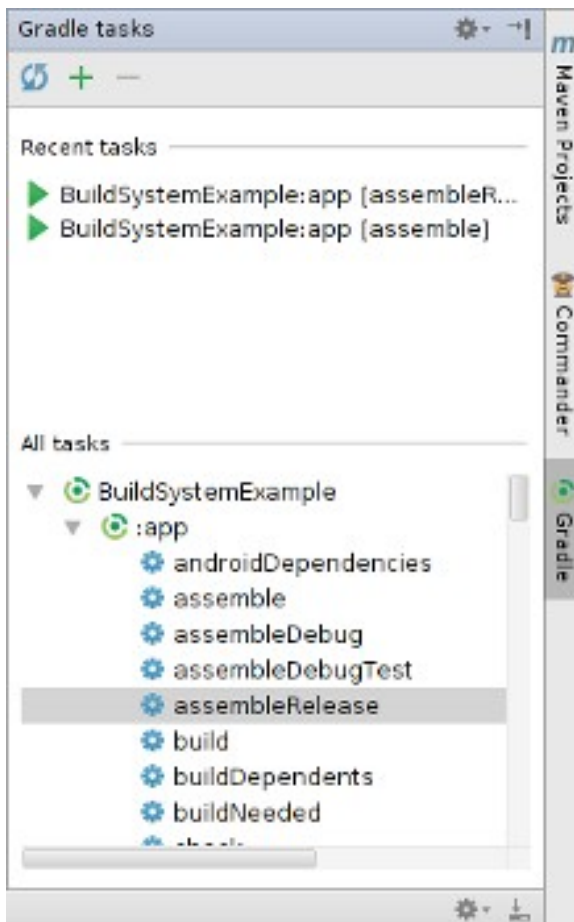 Gradle tasks
Recent tasks
BuildSystemExample:app (assembleR...
BuildSystemExample:app (assemble)
All tasks
BuildSystemExample
:app
androidDependencies
assemble
assembleDebug
assembleDebugTest
assembleRelease
build
buildDependents
buildNeeded
Maven Projects
Commander
Gradle